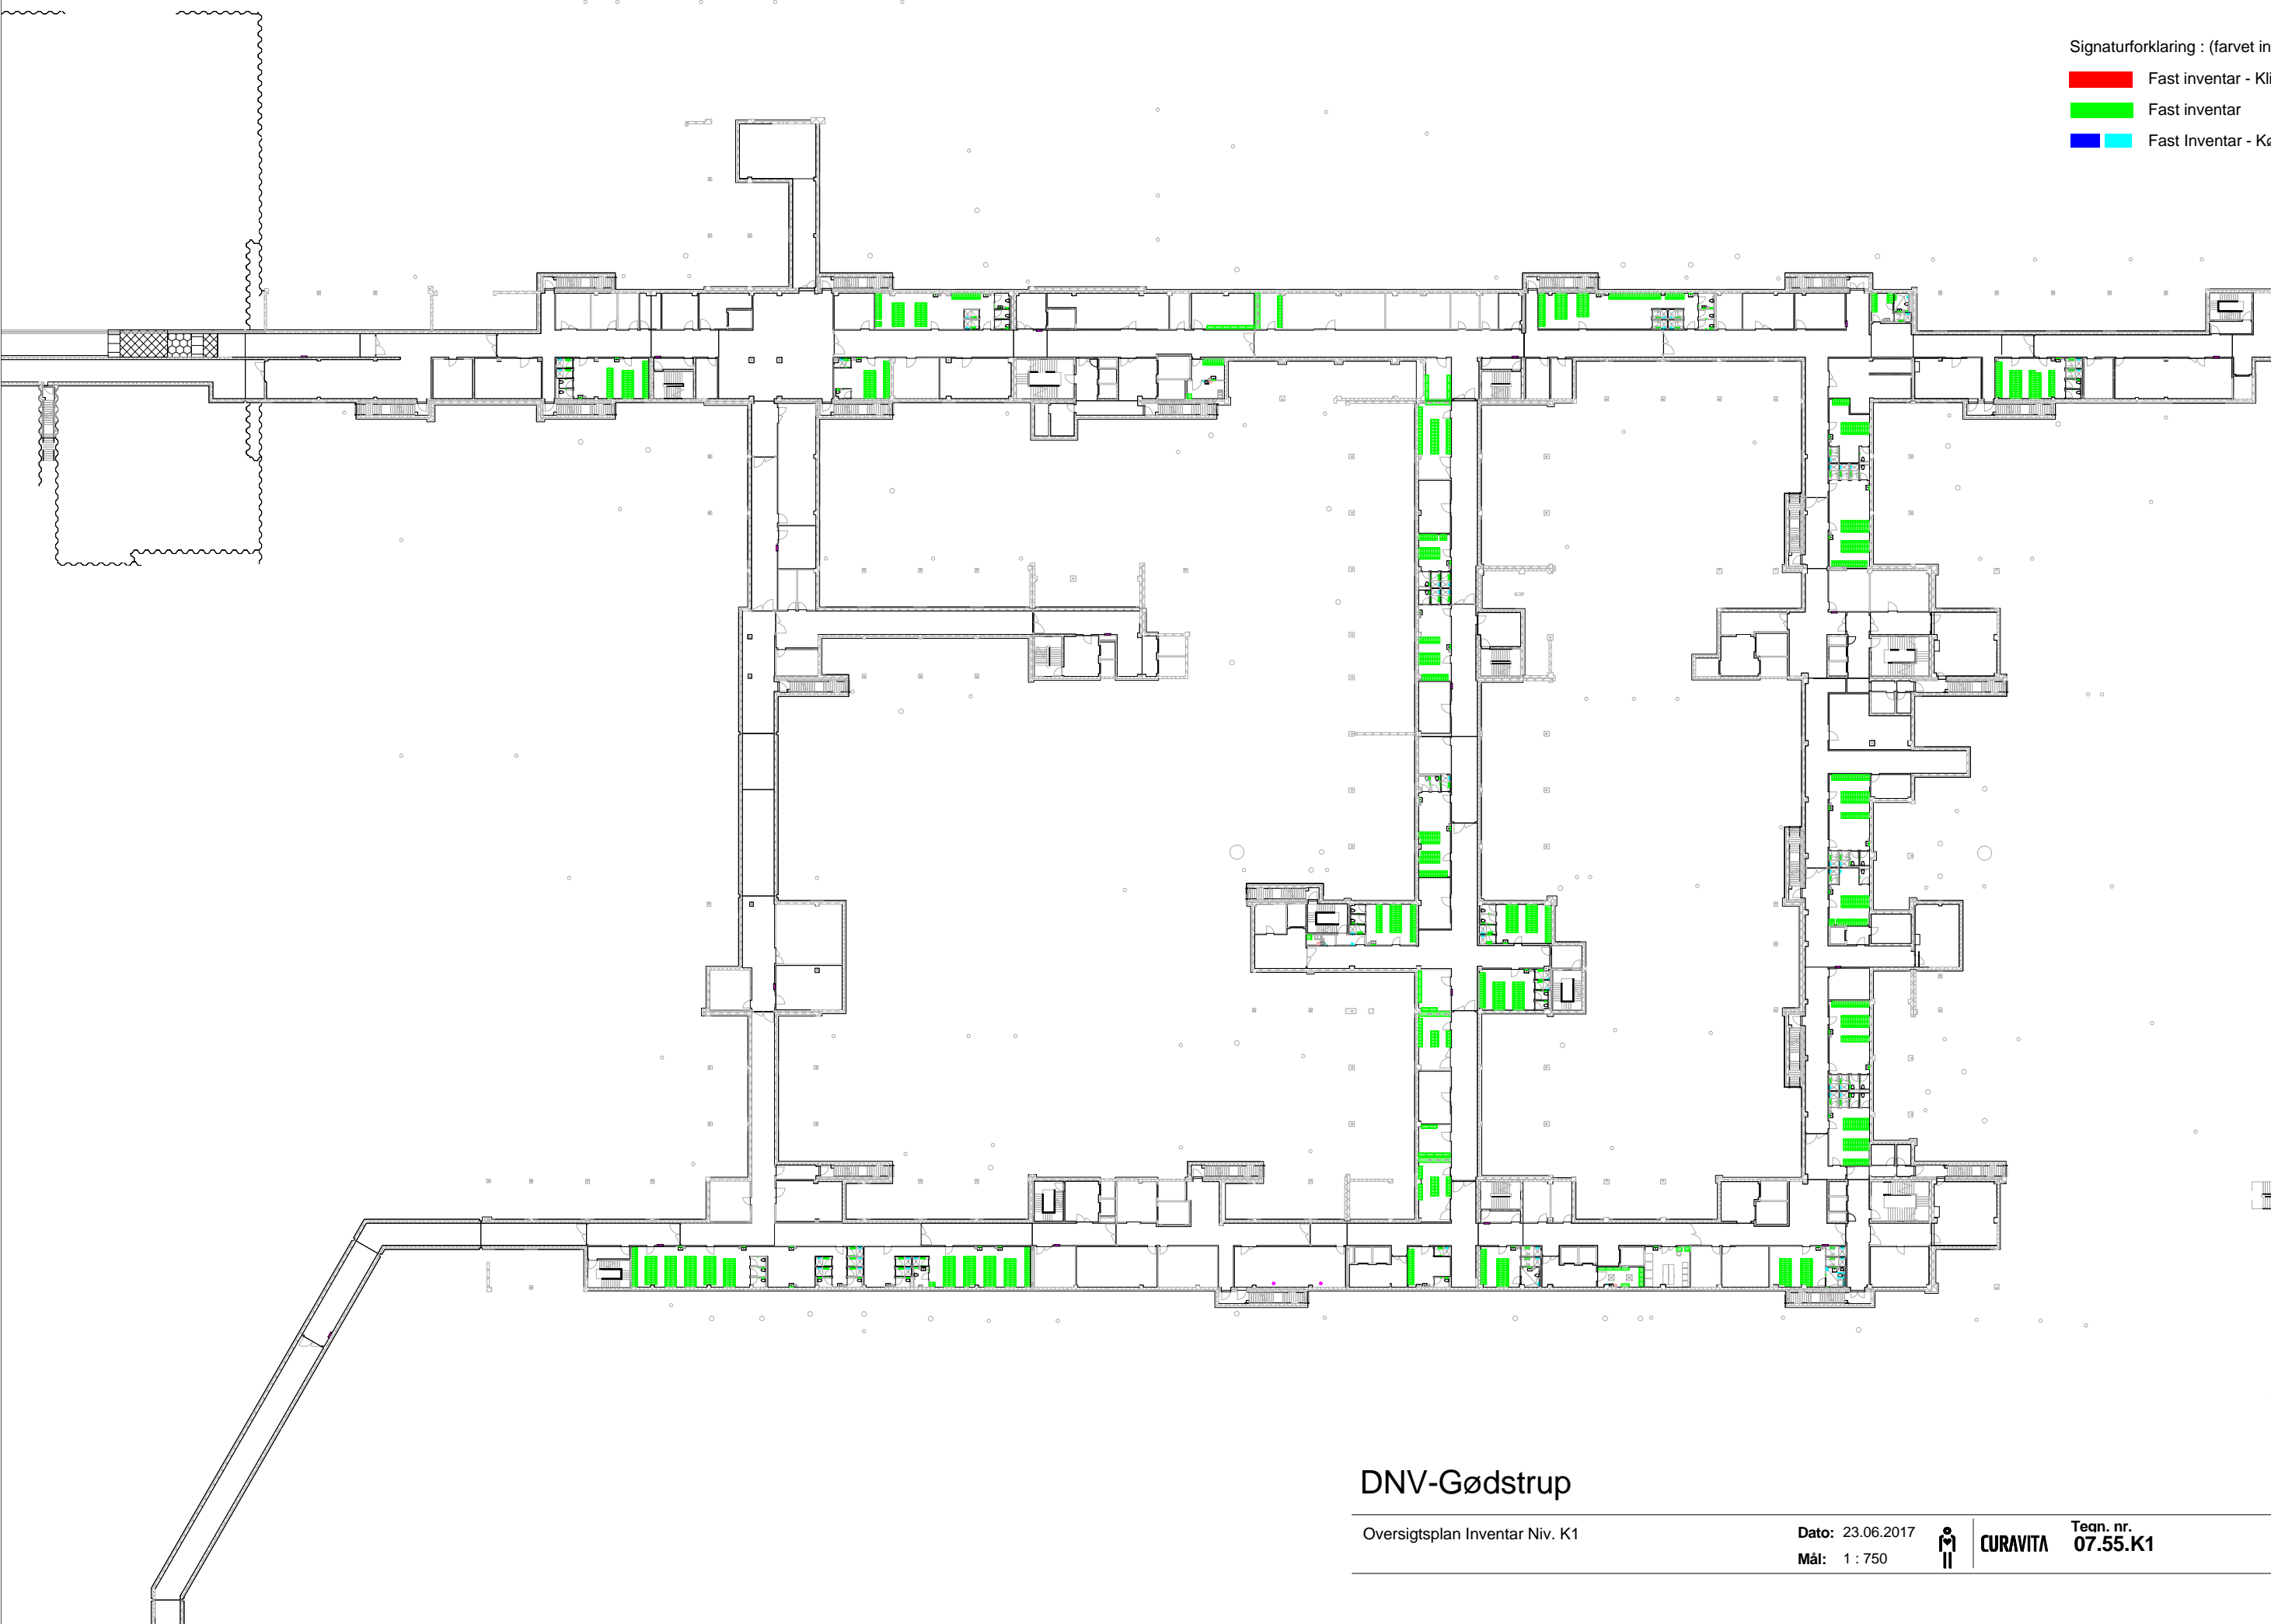 Signaturforklaring : (farvet in
Fast inventar - Kli
Fast inventar
Fast Inventar - Kø
DNV-Gødstrup
Oversigtsplan Inventar Niv. K1
Dato: 23.06.2017
Mål: 1 : 750
CURAVITA
Tegn. nr.
07.55.K1